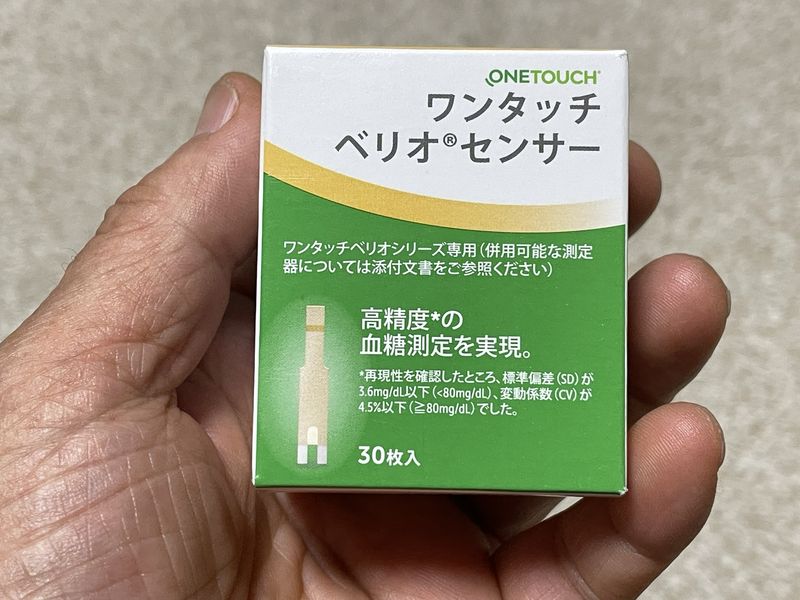 ONETOUCH®
ワンタッチ
ベリオ®センサー
ワンタッチベリオシリーズ専用（併用可能な測定
器については添付文書をご参照ください）
高精度*の
血糖測定を実現。
*再現性を確認したところ、標準偏差（SD）が
3.6mg/dL以下（<80mg/dL）、変動係数（CV）が
4.5%以下（≧80mg/dL）でした。
30枚入